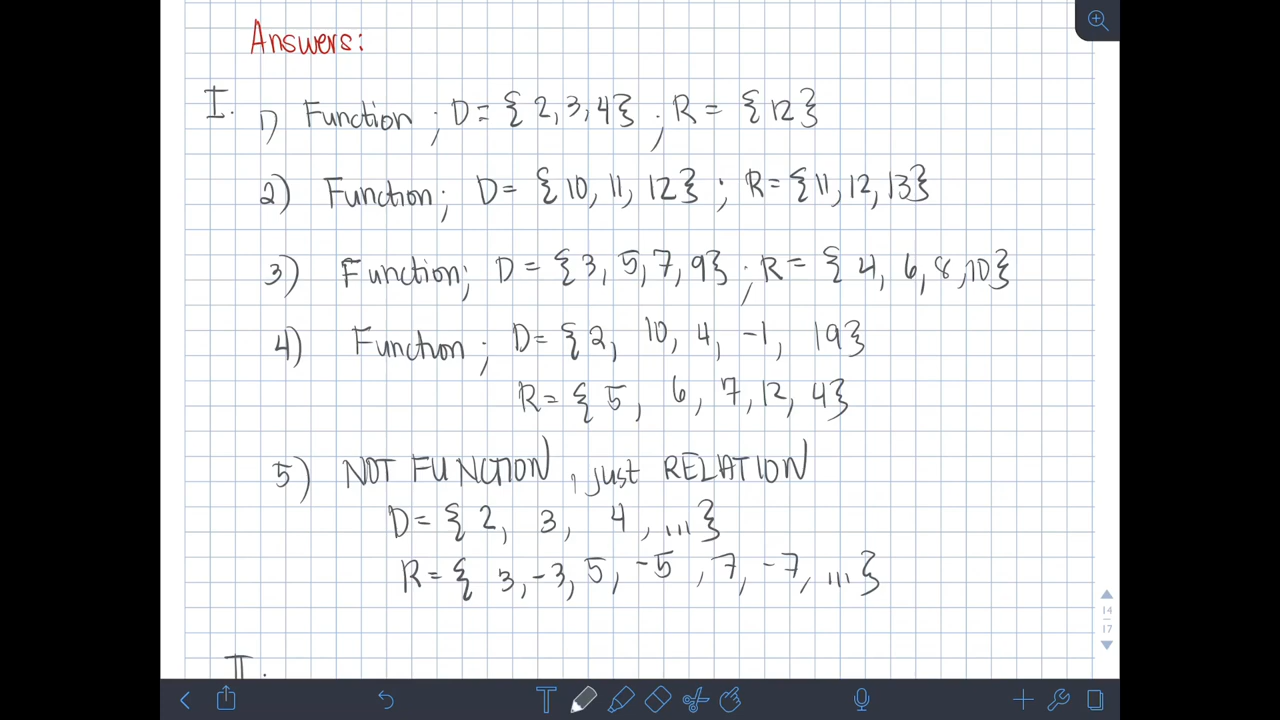 Answers:
I. 1) Function; D = {2, 3, 4}; R = {12}
2) Function; D = {10, 11, 12}; R = {11, 12, 13}
3) Function; D = {3, 5, 7, 9}; R = {4, 6, 8, 10}
4) Function; D = {2, 10, 4, -1, 19}
R = {5, 6, 7, 12, 4}
5) NOT FUNCTION, just RELATION
D = {2, 3, 4, ...}
R = {3, -3, 5, -5, 7, -7, ...}
II.
14
17